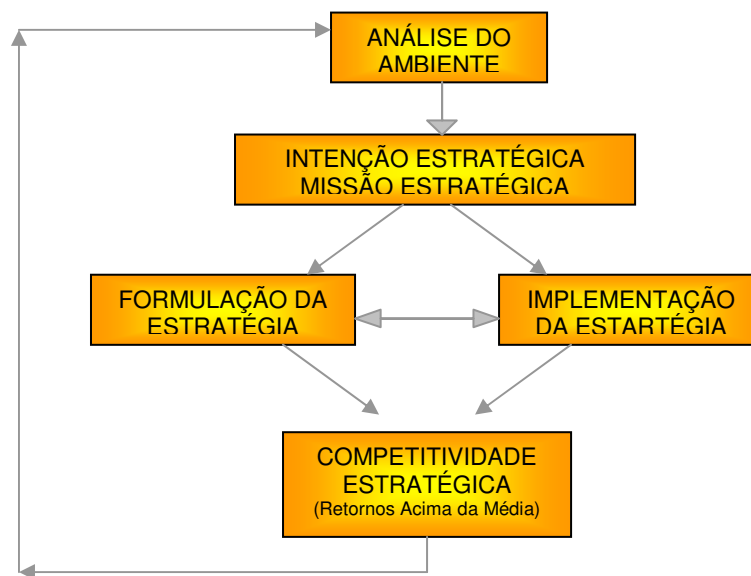 ANÁLISE DO
AMBIENTE
INTENÇÃO ESTRATÉGICA
MISSÃO ESTRATÉGICA
FORMULAÇÃO DA
ESTRATÉGIA
IMPLEMENTAÇÃO
DA ESTARTÉGIA
COMPETITIVIDADE
ESTRATÉGICA
(Retornos Acima da Média)